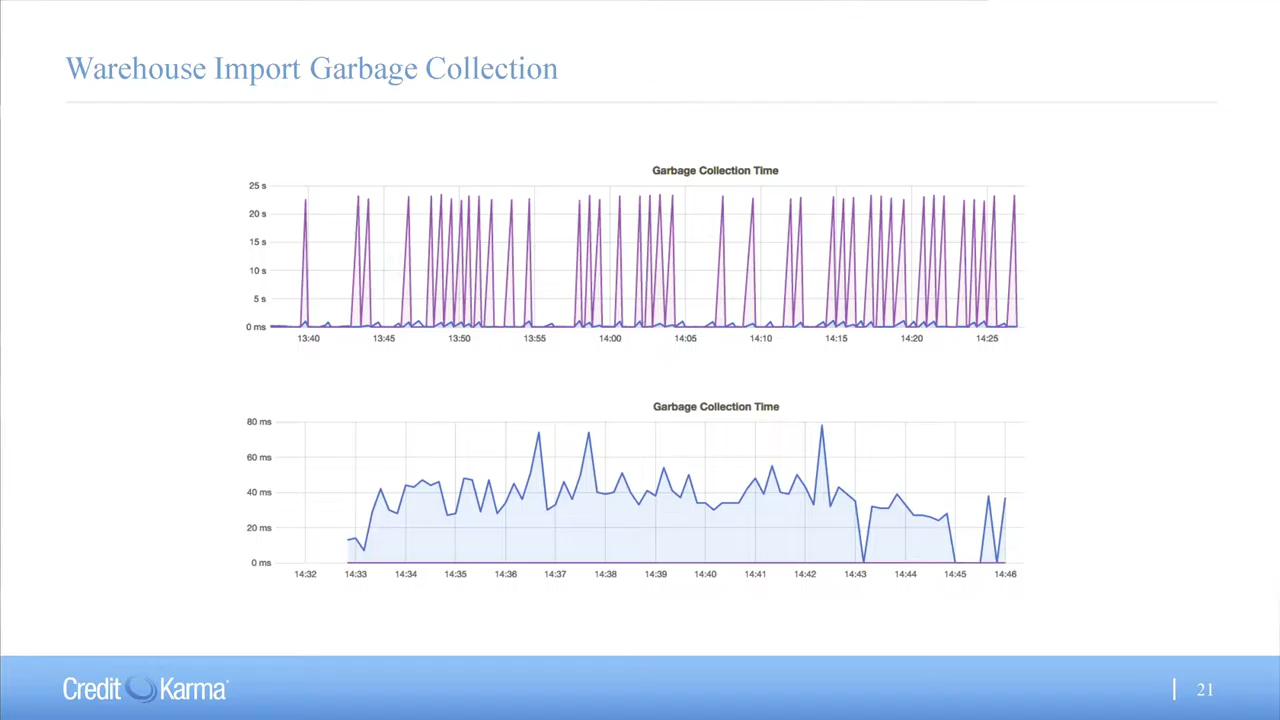 Warehouse Import Garbage Collection
Garbage Collection Time
25 s
20 s
15 s
10 s
5 s
0 ms
13:40 13:45 13:50 13:55 14:00 14:05 14:10 14:15 14:20 14:25
Garbage Collection Time
80 ms
60 ms
40 ms
20 ms
0 ms
14:32 14:33 14:34 14:35 14:36 14:37 14:38 14:39 14:40 14:41 14:42 14:43 14:44 14:45 14:46
Credit Karma
21